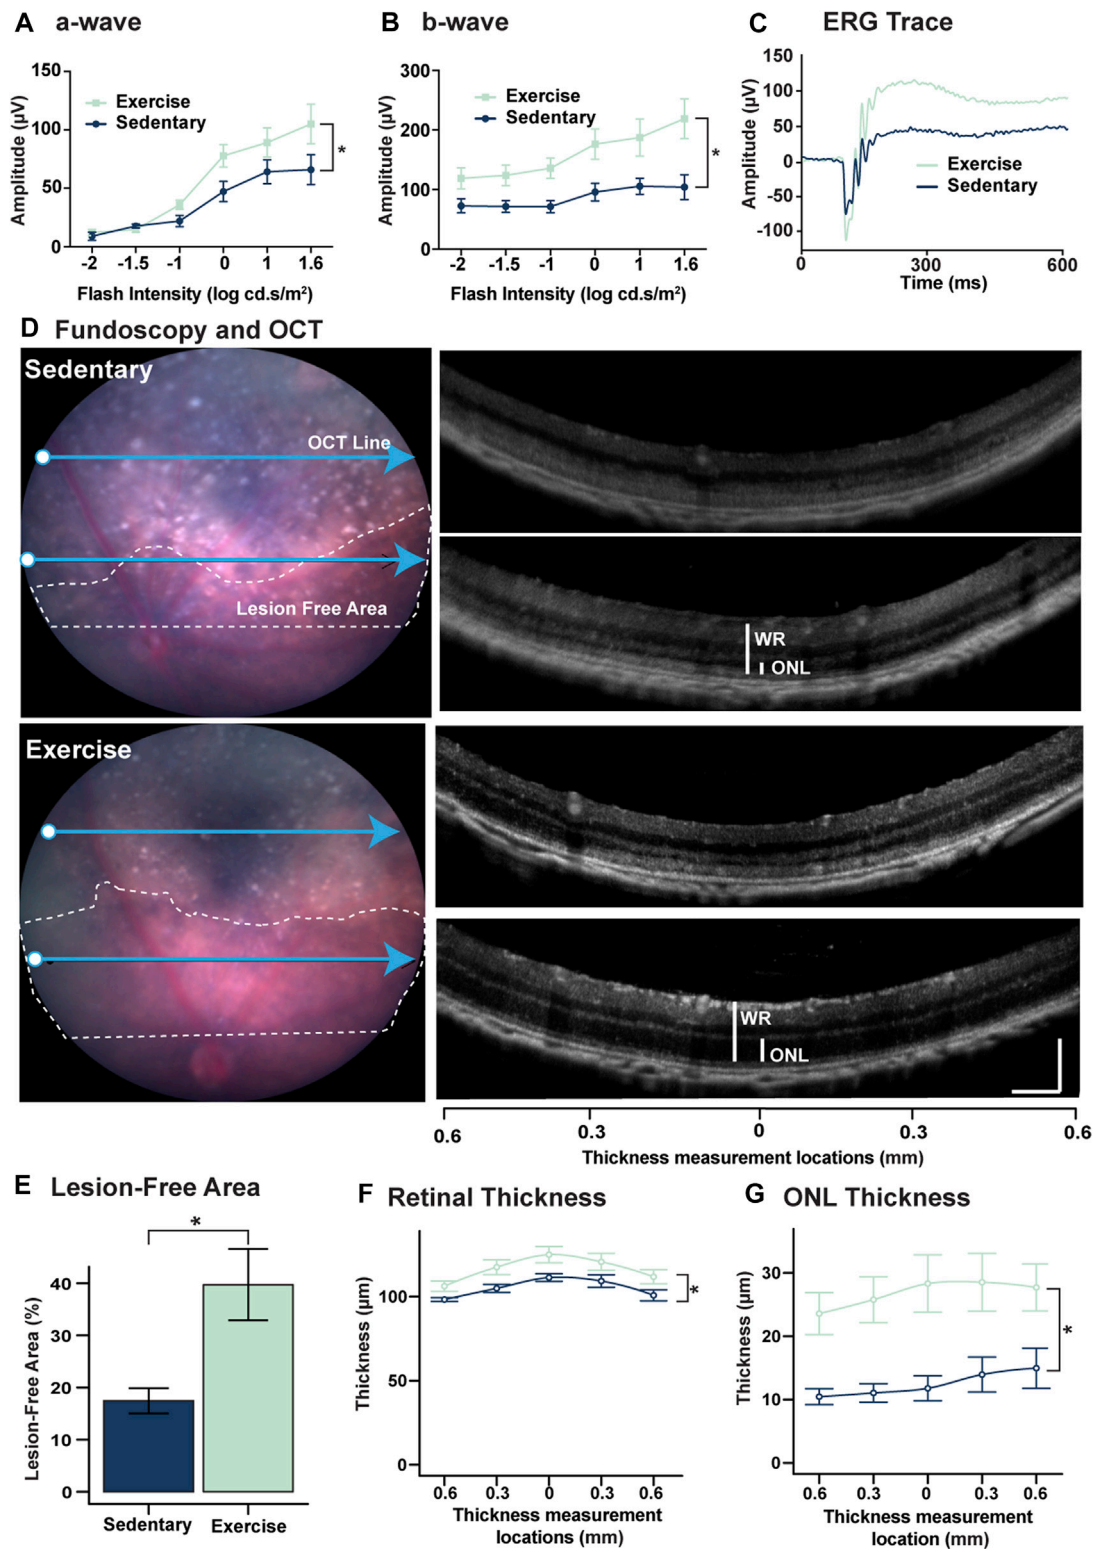 A a-wave
150
100
50
0
Amplitude (µV)
Exercise
Sedentary
*
-2 -1.5 -1 0 1 1.6
Flash Intensity (log cd.s/m²)
B b-wave
300
200
100
0
Amplitude (µV)
Exercise
Sedentary
*
-2 -1.5 -1 0 1 1.6
Flash Intensity (log cd.s/m²)
C ERG Trace
150
100
50
0
-50
-100
Amplitude (µV)
Exercise
Sedentary
0 300 600
Time (ms)
D Fundoscopy and OCT
Sedentary
OCT Line
Lesion Free Area
WR
ONL
Exercise
WR
ONL
0.6 0.3 0 0.3 0.6
Thickness measurement locations (mm)
E Lesion-Free Area
*
40
30
20
10
0
Lesion-Free Area (%)
Sedentary Exercise
F Retinal Thickness
100
50
0
Thickness (µm)
*
0.6 0.3 0 0.3 0.6
Thickness measurement
locations (mm)
G ONL Thickness
30
20
10
0
Thickness (µm)
*
0.6 0.3 0 0.3 0.6
Thickness measurement
location (mm)